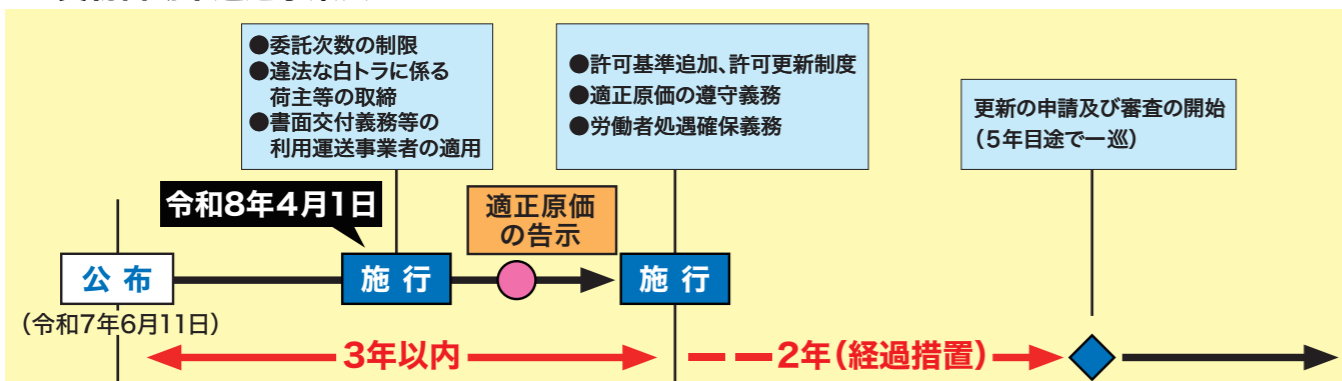 ●委託次数の制限
●違法な白トラに係る
荷主等の取締
●書面交付義務等の
利用運送事業者の適用
●許可基準追加、許可更新制度
●適正原価の遵守義務
●労働者処遇確保義務
更新の申請及び審査の開始
(5年目途で一巡)
令和8年4月1日
適正原価
の告示
公布
施行
施行
(令和7年6月11日)
3年以内
2年(経過措置)